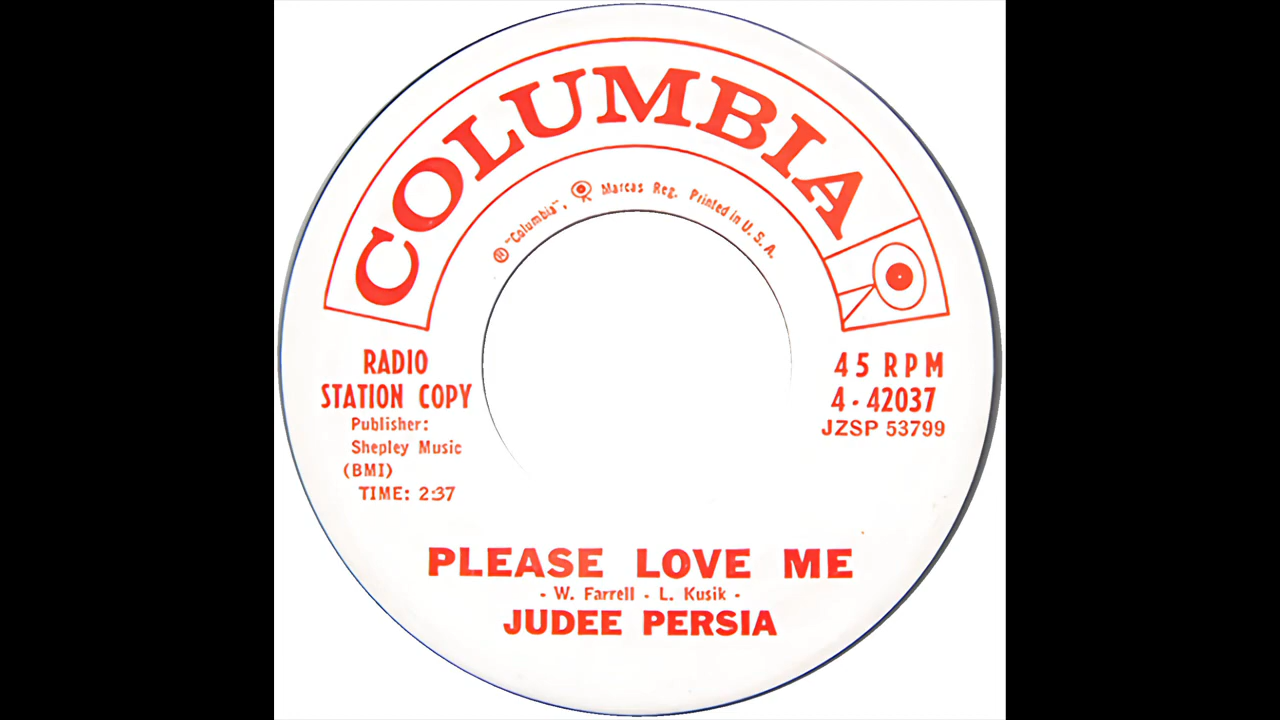 COLUMBIA
® "Columbia", Marcas Reg. Printed in U. S. A.
RADIO
STATION COPY
Publisher:
Shepley Music
(BMI)
TIME: 2:37
45 RPM
4 - 42037
JZSP 53799
PLEASE LOVE ME
- W. Farrell - L. Kusik -
JUDEE PERSIA